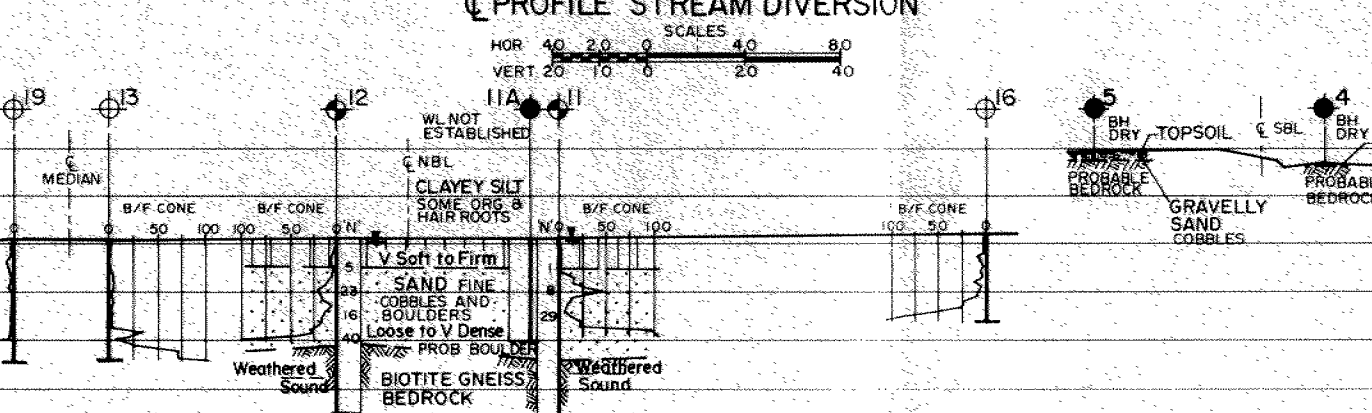 ℄ PROFILE STREAM DIVERSION
SCALES
HOR 40 20 0 40 80
VERT 20 10 0 20 40
19
13
12
11A
11
16
5
4
WL NOT
ESTABLISHED
BH
DRY
TOPSOIL
℄ SBL
BH
DRY
℄
MEDIAN
℄ NBL
CLAYEY SILT
SOME ORG &
HAIR ROOTS
PROBABLE
BEDROCK
GRAVELLY
SAND
COBBLES
B/F CONE
B/F CONE
B/F CONE
B/F CONE
0
0 50 100
100 50 0 'N'
'N' 0 50 100
100 50 0
V Soft to Firm
5
23
16
40
1
8
29
SAND FINE
COBBLES AND
BOULDERS
Loose to V Dense
PROB BOULDER
Weathered
Sound
BIOTITE GNEISS
BEDROCK
Weathered
Sound